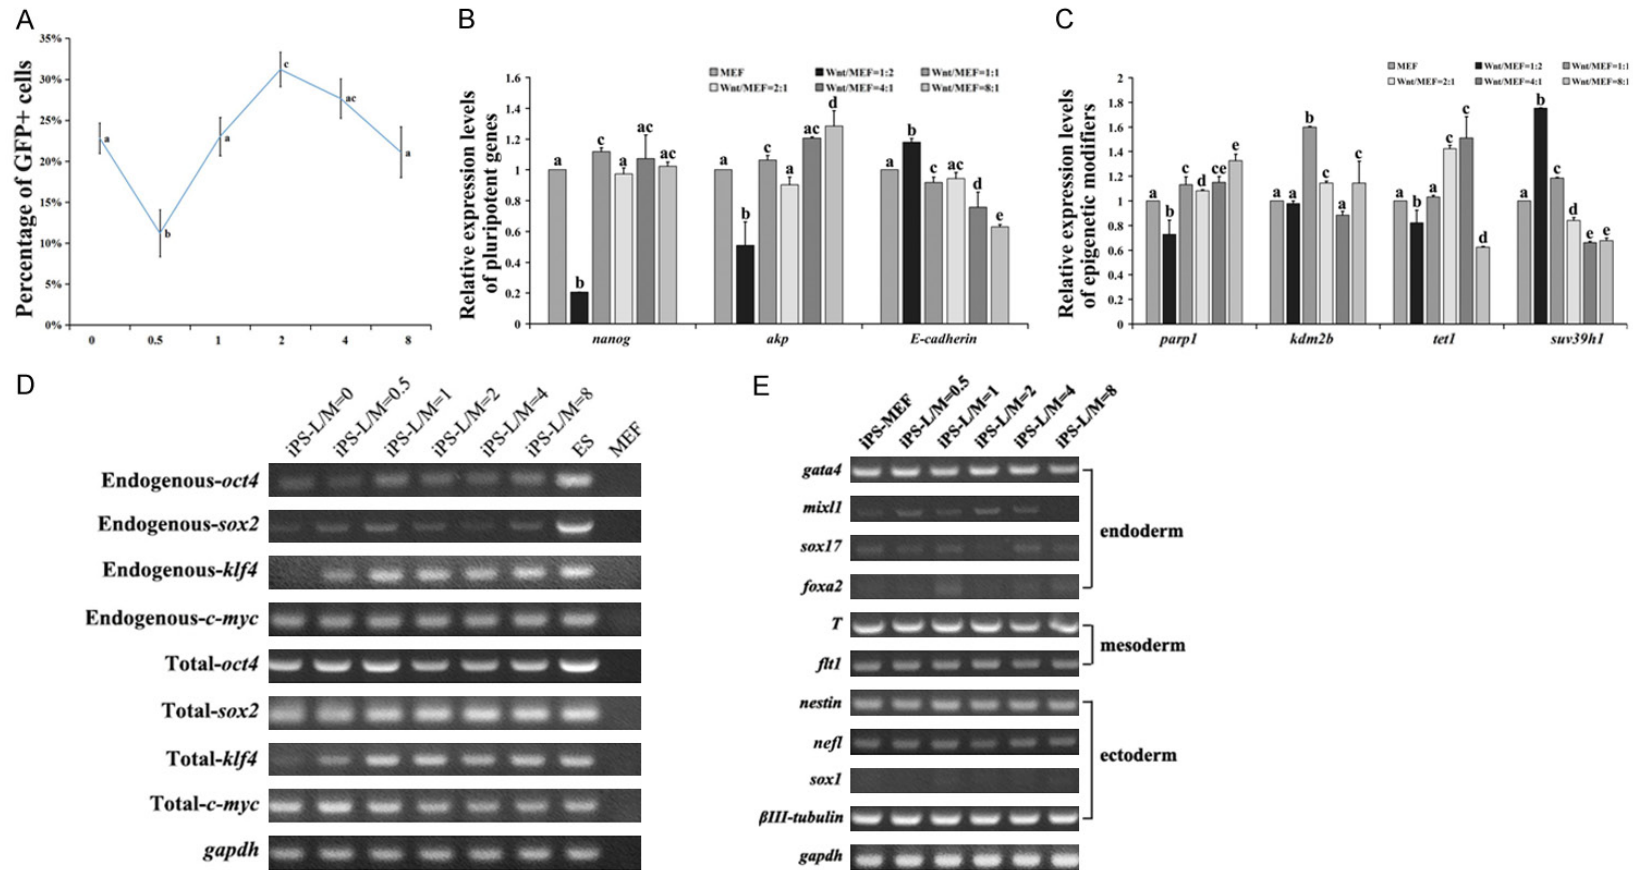 A
Percentage of GFP+ cells
35%
30%
25%
20%
15%
10%
5%
0%
a
b
a
c
ac
a
0 0.5 1 2 4 8
B
Relative expression levels
of pluripotent genes
MEF Wnt/MEF=1:2 Wnt/MEF=1:1
Wnt/MEF=2:1 Wnt/MEF=4:1 Wnt/MEF=8:1
1.6
1.4
1.2
1
0.8
0.6
0.4
0.2
0
a b c a ac ac
a b c a ac d
a b c ac d e
nanog akp E-cadherin
C
Relative expression levels
of epigenetic modifiers
MEF Wnt/MEF=1:2 Wnt/MEF=1:1
Wnt/MEF=2:1 Wnt/MEF=4:1 Wnt/MEF=8:1
2
1.8
1.6
1.4
1.2
1
0.8
0.6
0.4
0.2
0
a b c d ce e
a a b c a c
a b a c c d
a b c d e e
parp1 kdm2b tet1 suv39h1
D
iPS-L/M=0 iPS-L/M=0.5 iPS-L/M=1 iPS-L/M=2 iPS-L/M=4 iPS-L/M=8 ES MEF
Endogenous-oct4
Endogenous-sox2
Endogenous-klf4
Endogenous-c-myc
Total-oct4
Total-sox2
Total-klf4
Total-c-myc
gapdh
E
iPS-MEF iPS-L/M=0.5 iPS-L/M=1 iPS-L/M=2 iPS-L/M=4 iPS-L/M=8
gata4
mixl1
sox17
foxa2
endoderm
T
flt1
mesoderm
nestin
nefl
sox1
βIII-tubulin
ectoderm
gapdh